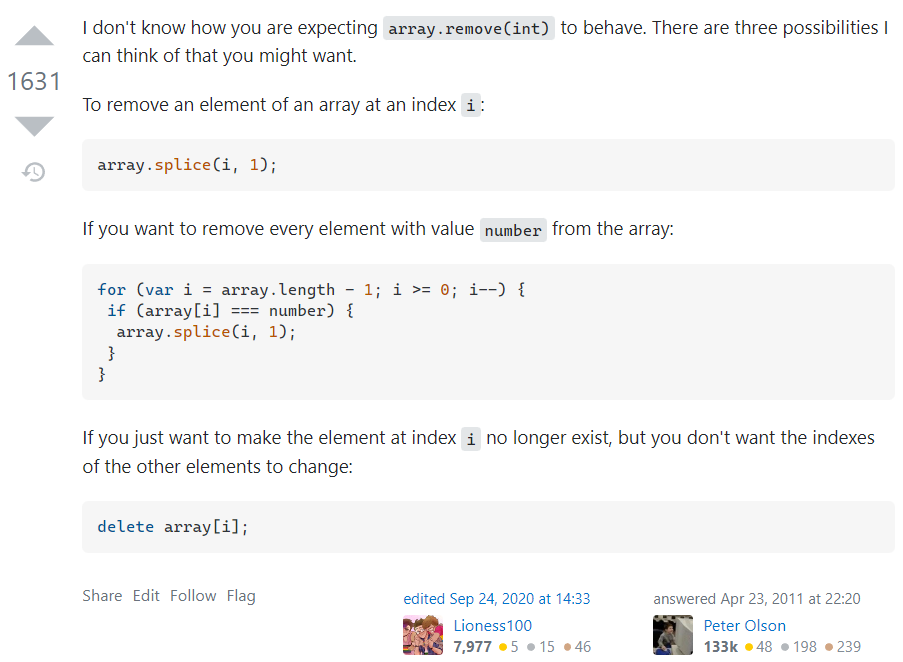 I don't know how you are expecting array.remove(int) to behave. There are three possibilities I
can think of that you might want.
1631
To remove an element of an array at an index i:
array.splice(i, 1);
If you want to remove every element with value number from the array:
for (var i = array.length - 1; i >= 0; i--) {
 if (array[i] === number) {
  array.splice(i, 1);
 }
}
If you just want to make the element at index i no longer exist, but you don't want the indexes
of the other elements to change:
delete array[i];
Share Edit Follow Flag
edited Sep 24, 2020 at 14:33
Lioness100
7,977 5 15 46
answered Apr 23, 2011 at 22:20
Peter Olson
133k 48 198 239